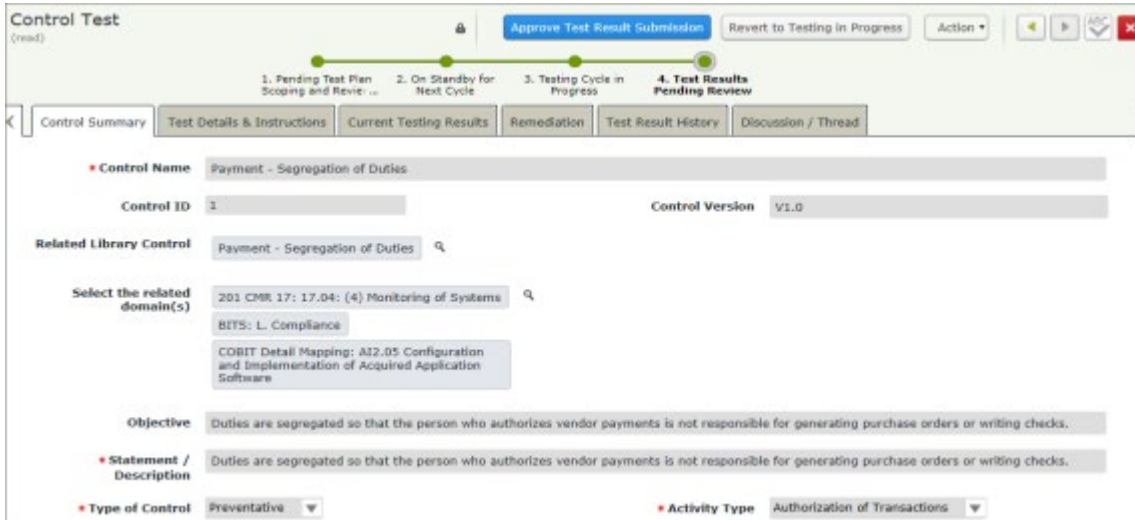 Control Test
(read)
Approve Test Result Submission
Revert to Testing in Progress
Action
ABC
1. Pending Test Plan
Scoping and Revie: ...
2. On Standby for
Next Cycle
3. Testing Cycle in
Progress
4. Test Results
Pending Review
Control Summary
Test Details & Instructions
Current Testing Results
Remediation
Test Result History
Discussion / Thread
* Control Name
Payment - Segregation of Duties
Control ID
1
Control Version
V1.0
Related Library Control
Payment - Segregation of Duties
Select the related
domain(s)
201 CMR 17: 17.04: (4) Monitoring of Systems
BITS: L. Compliance
COBIT Detail Mapping: AI2.05 Configuration
and Implementation of Acquired Application
Software
Objective
Duties are segregated so that the person who authorizes vendor payments is not responsible for generating purchase orders or writing checks.
* Statement /
Description
Duties are segregated so that the person who authorizes vendor payments is not responsible for generating purchase orders or writing checks.
* Type of Control
Preventative
* Activity Type
Authorization of Transactions